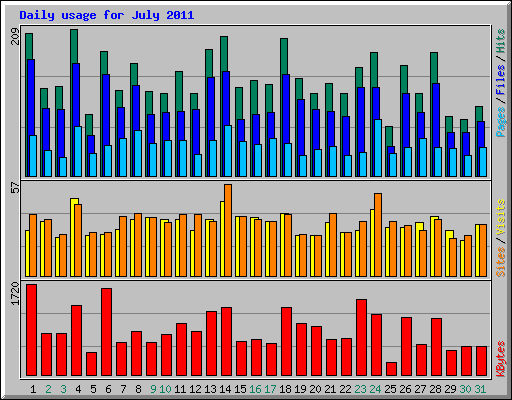 Daily usage for July 2011
209
Pages / Files / Hits
57
Sites / Visits
1720
KBytes
1 2 3 4 5 6 7 8 9 10 11 12 13 14 15 16 17 18 19 20 21 22 23 24 25 26 27 28 29 30 31